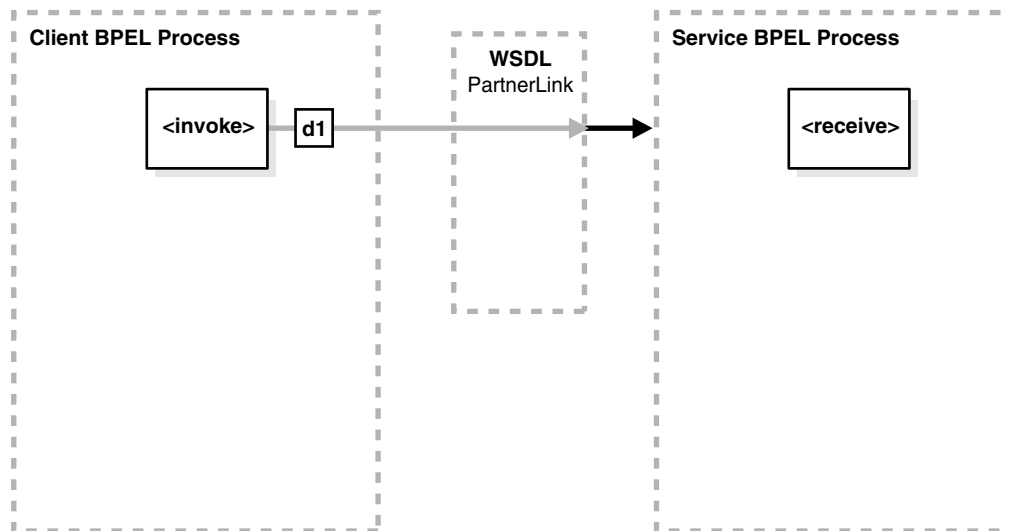 Client BPEL Process
WSDL
PartnerLink
Service BPEL Process
<invoke>
d1
<receive>